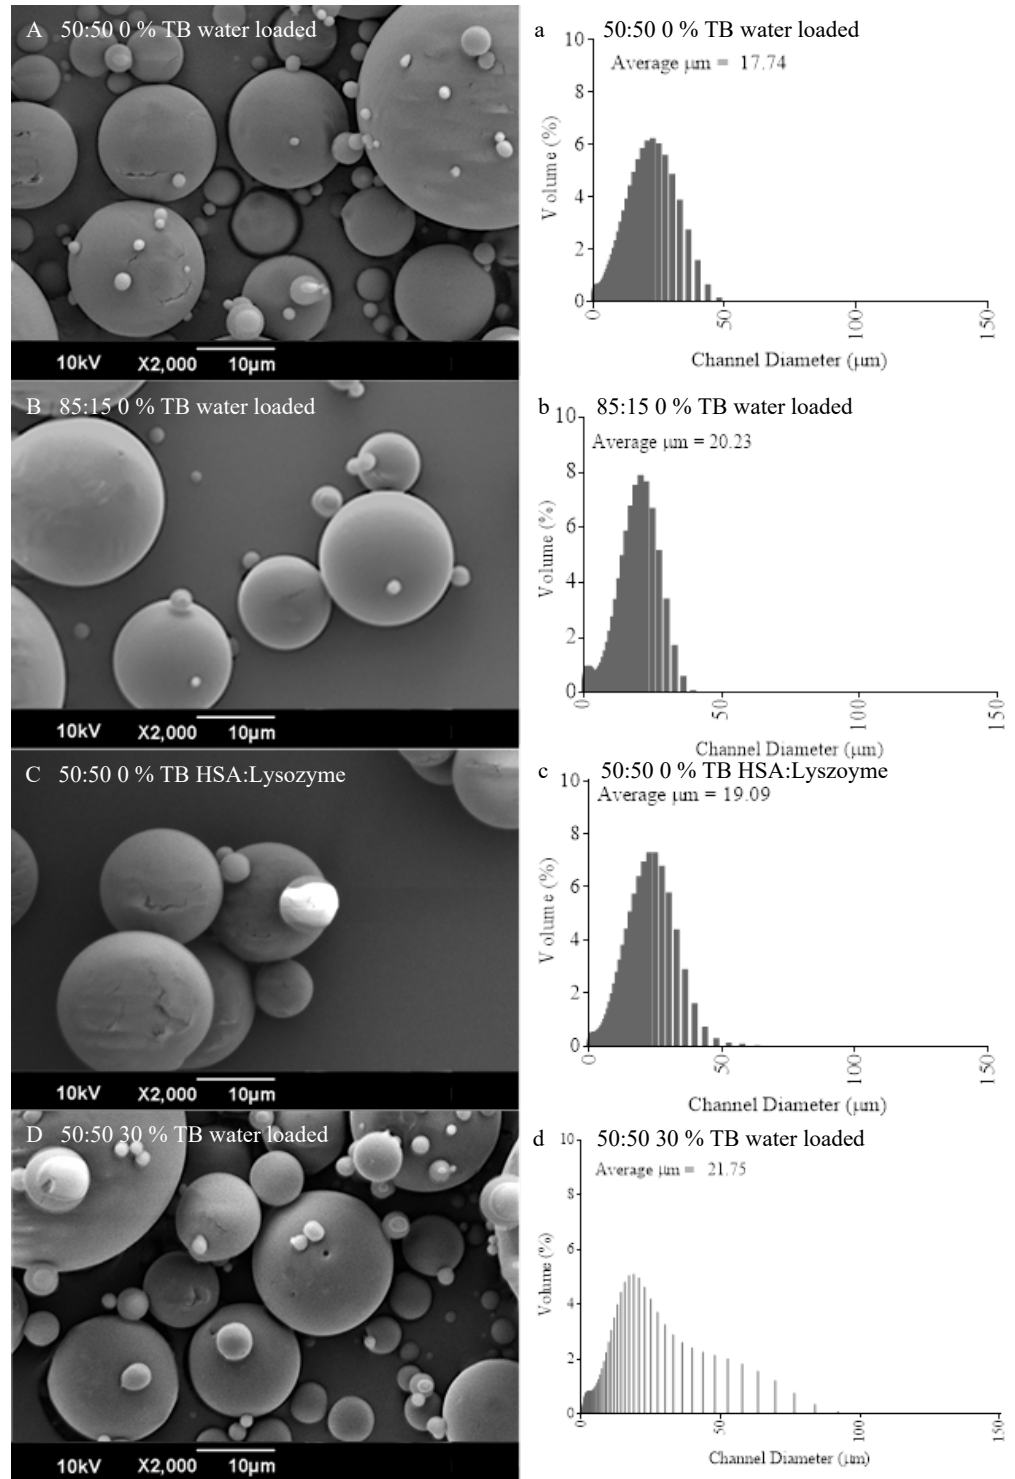 A 50:50 0 % TB water loaded
10kV X2,000 10µm
a 50:50 0 % TB water loaded
Average µm = 17.74
10
8
6
4
2
0
Volume (%)
0 50 100 150
Channel Diameter (µm)
B 85:15 0 % TB water loaded
10kV X2,000 10µm
b 85:15 0 % TB water loaded
Average µm = 20.23
10
8
6
4
2
0
Volume (%)
0 50 100 150
Channel Diameter (µm)
C 50:50 0 % TB HSA:Lysozyme
10kV X2,000 10µm
c 50:50 0 % TB HSA:Lyszoyme
Average µm = 19.09
10
8
6
4
2
0
Volume (%)
0 50 100 150
Channel Diameter (µm)
D 50:50 30 % TB water loaded
10kV X2,000 10µm
d 50:50 30 % TB water loaded
Average µm = 21.75
10
8
6
4
2
0
Volume (%)
0 50 100 150
Channel Diameter (µm)